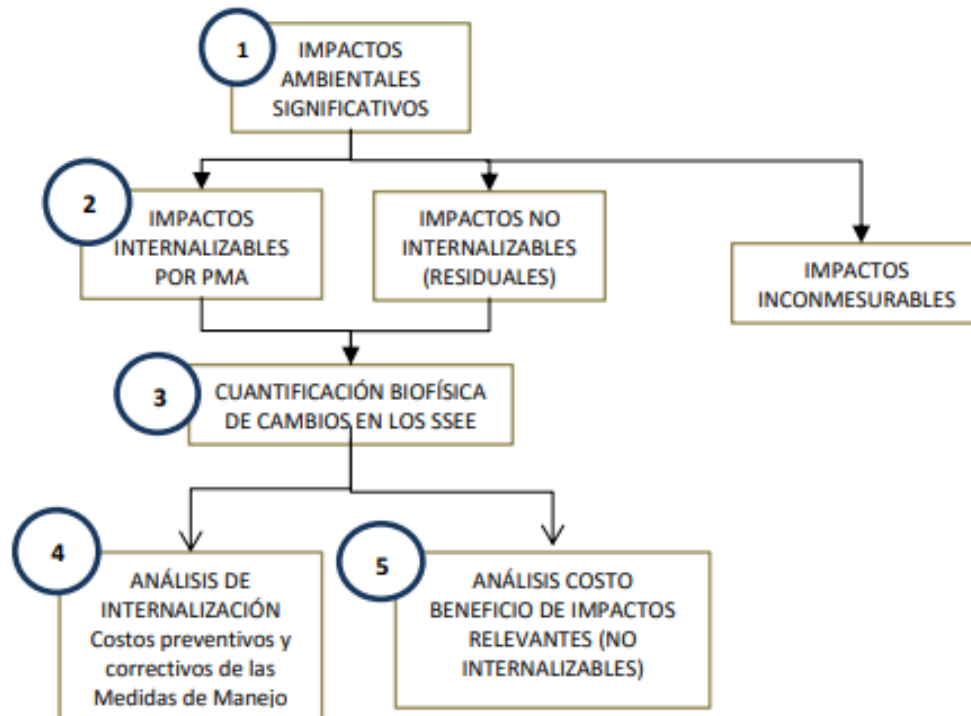 1
IMPACTOS
AMBIENTALES
SIGNIFICATIVOS
2
IMPACTOS
INTERNALIZABLES
POR PMA
IMPACTOS NO
INTERNALIZABLES
(RESIDUALES)
IMPACTOS
INCONMESURABLES
3
CUANTIFICACIÓN BIOFÍSICA
DE CAMBIOS EN LOS SSEE
4
ANÁLISIS DE
INTERNALIZACIÓN
Costos preventivos y
correctivos de las
Medidas de Manejo
5
ANÁLISIS COSTO
BENEFICIO DE IMPACTOS
RELEVANTES (NO
INTERNALIZABLES)